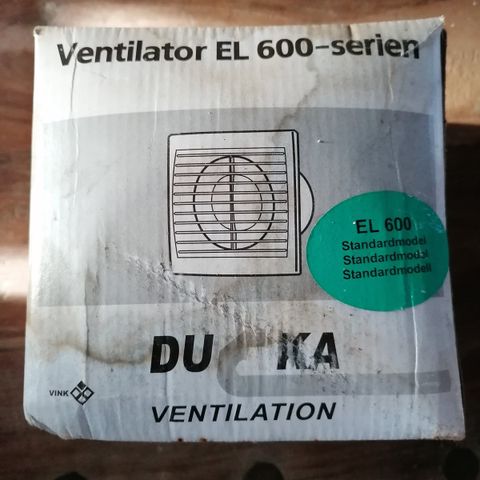 Ventilator EL 600-serien
EL 600
Standardmodel
Standardmodel
Standardmodell
DU KA
VINK
VENTILATION